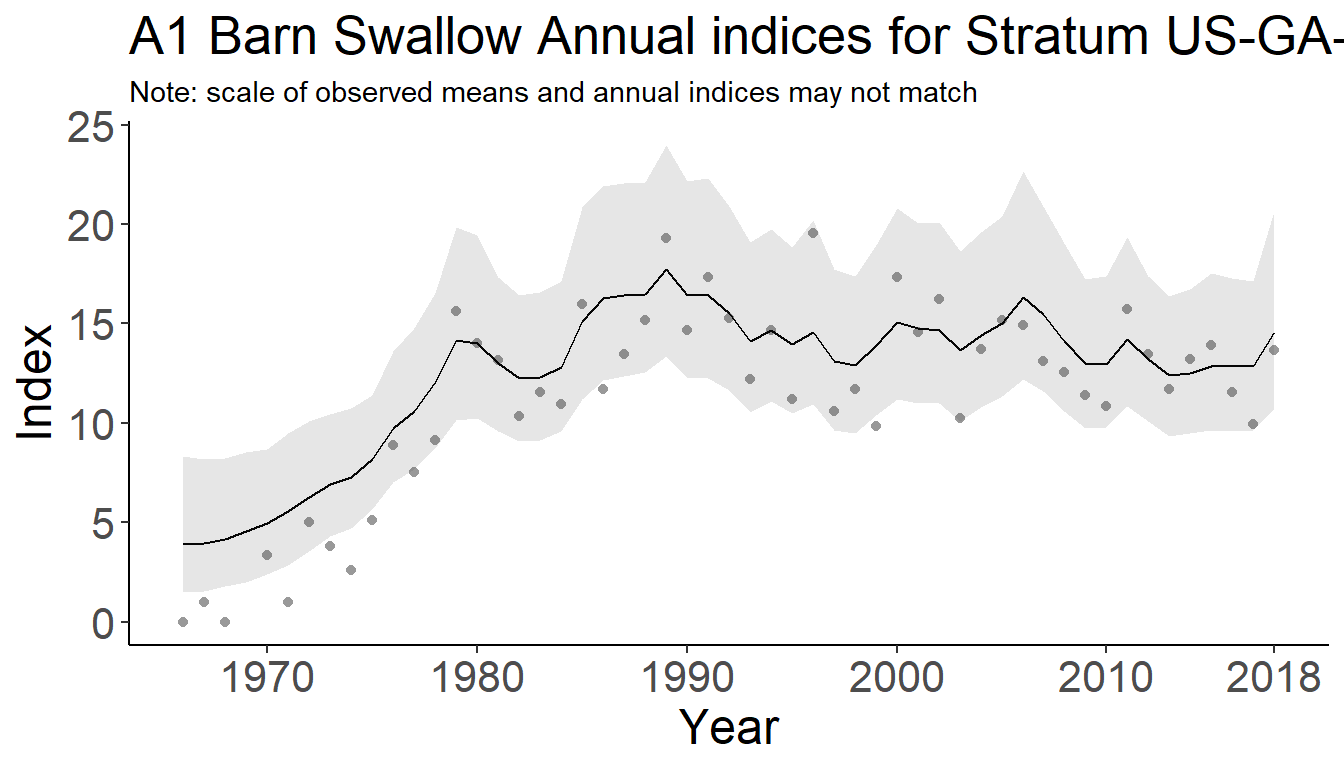 A1 Barn Swallow Annual indices for Stratum US-GA-
Note: scale of observed means and annual indices may not match
25
20
15
10
5
0
Index
1970 1980 1990 2000 2010 2018
Year